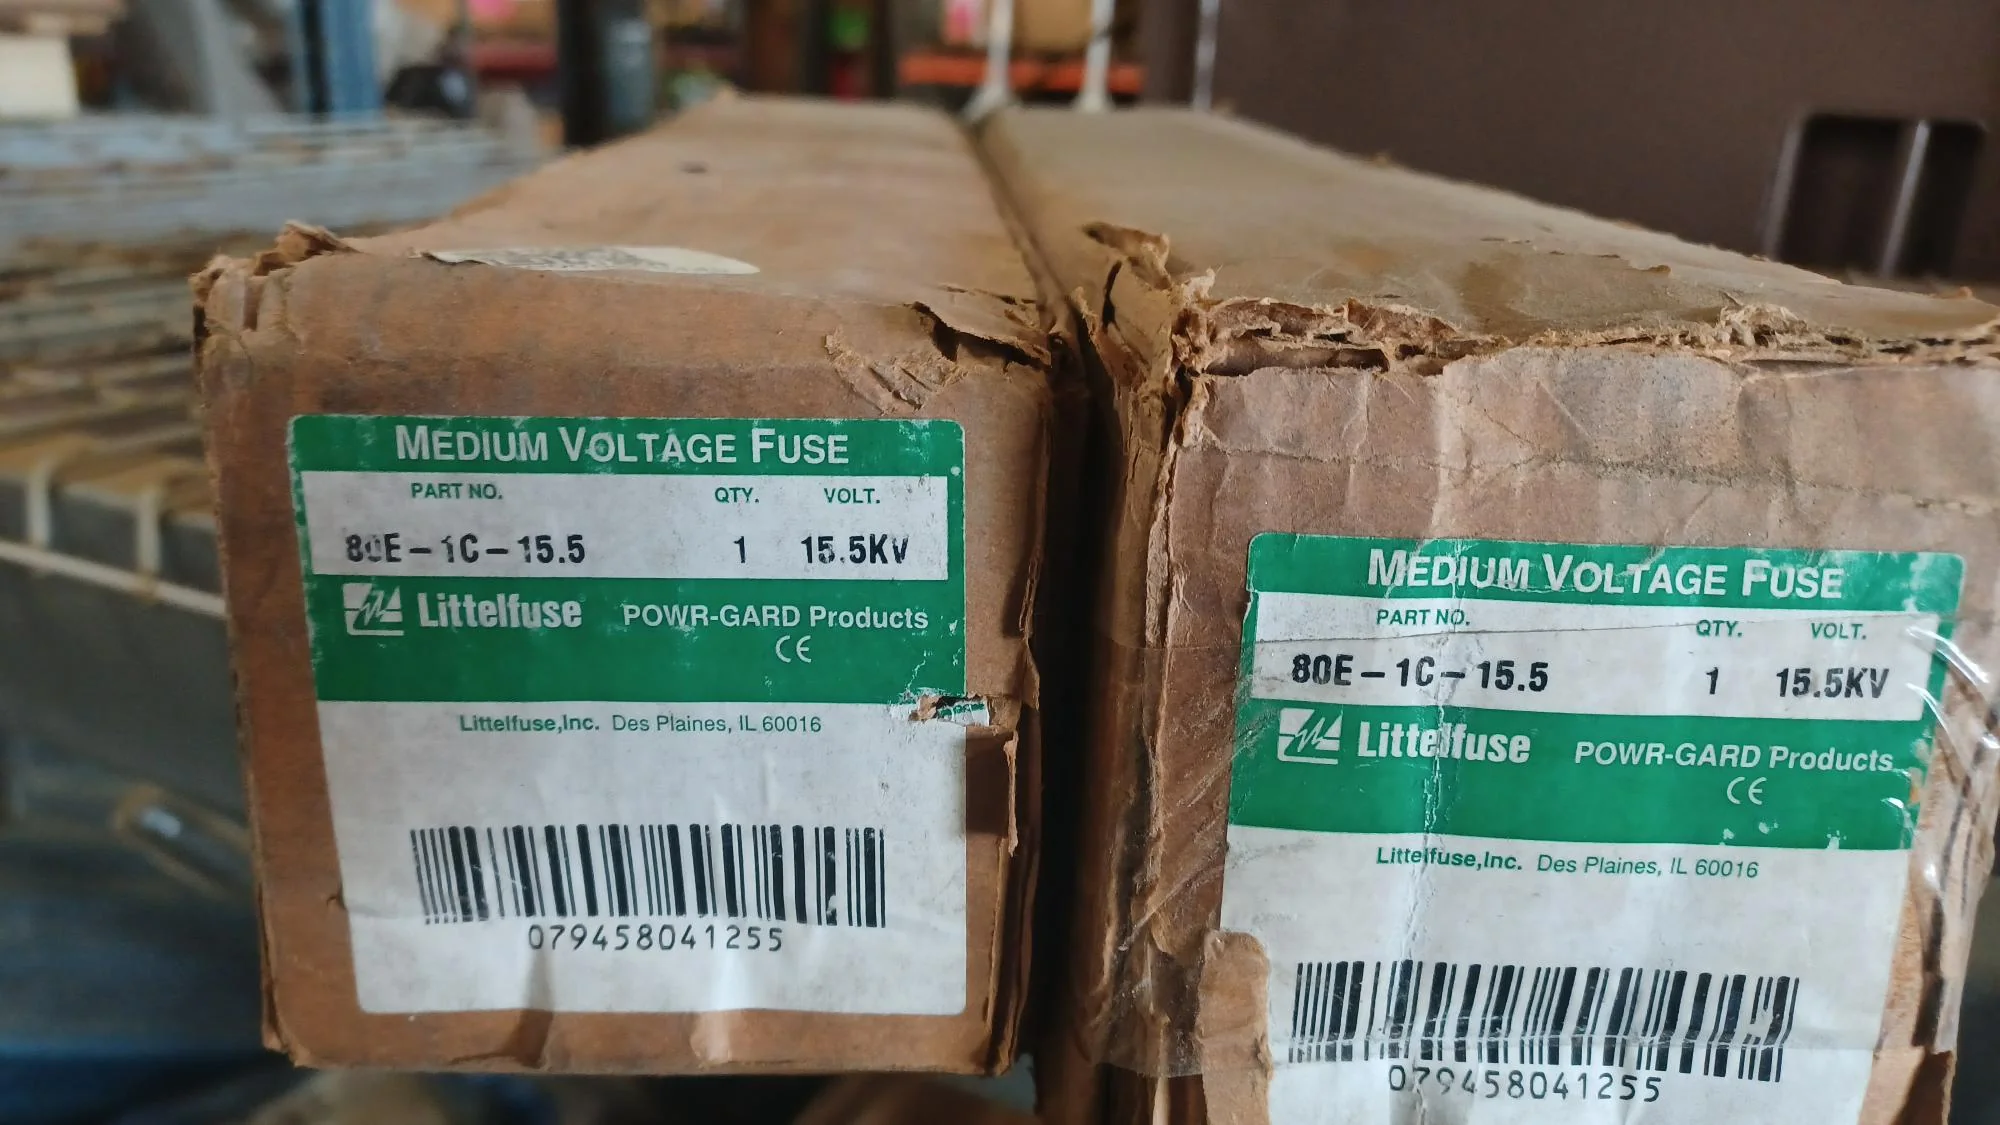 MEDIUM VOLTAGE FUSE
PART NO. QTY. VOLT.
80E-1C-15.5 1 15.5KV
Littelfuse POWR-GARD Products
CE
Littelfuse,Inc. Des Plaines, IL 60016
079458041255
MEDIUM VOLTAGE FUSE
PART NO. QTY. VOLT.
80E-1C-15.5 1 15.5KV
Littelfuse POWR-GARD Products
CE
Littelfuse,Inc. Des Plaines, IL 60016
079458041255